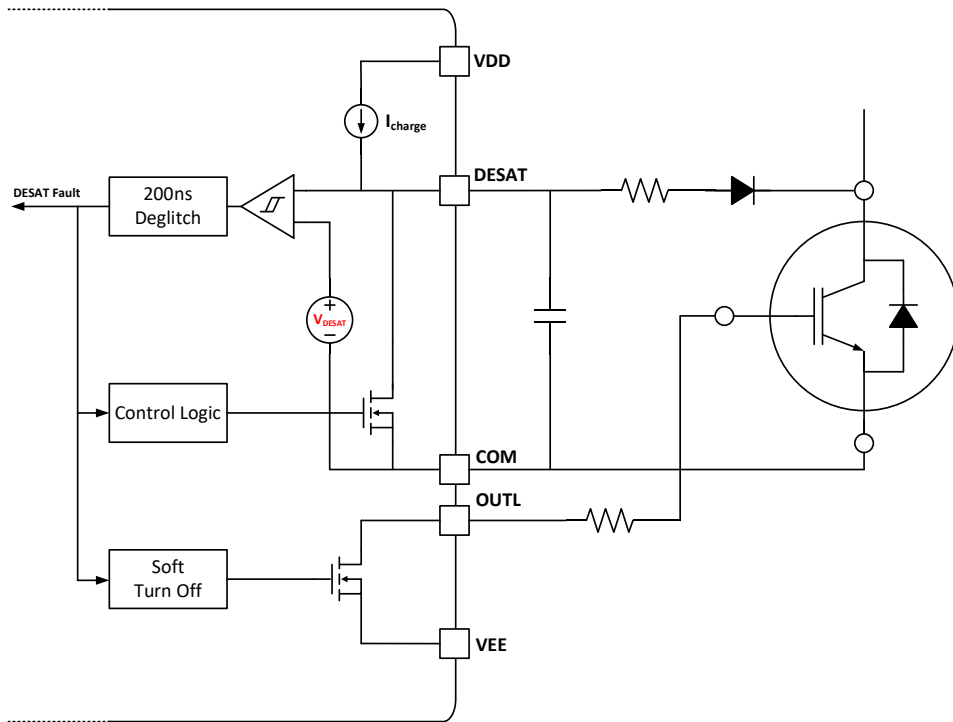 VDD
Icharge
DESAT
DESAT Fault
200ns
Deglitch
+
VDESAT
−
Control Logic
COM
OUTL
Soft
Turn Off
VEE